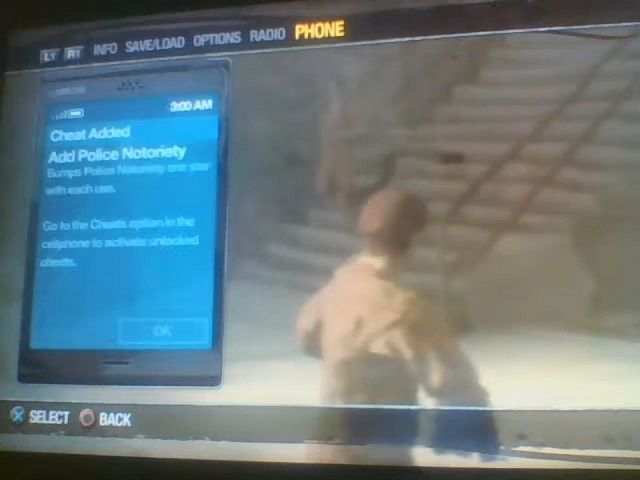 L1 R1 INFO SAVE/LOAD OPTIONS RADIO PHONE
3:00 AM
Cheat Added
Add Police Notoriety
Bumps Police Notoriety one star
with each use.
Go to the Cheats option in the
cellphone to activate unlocked
cheats.
OK
SELECT BACK